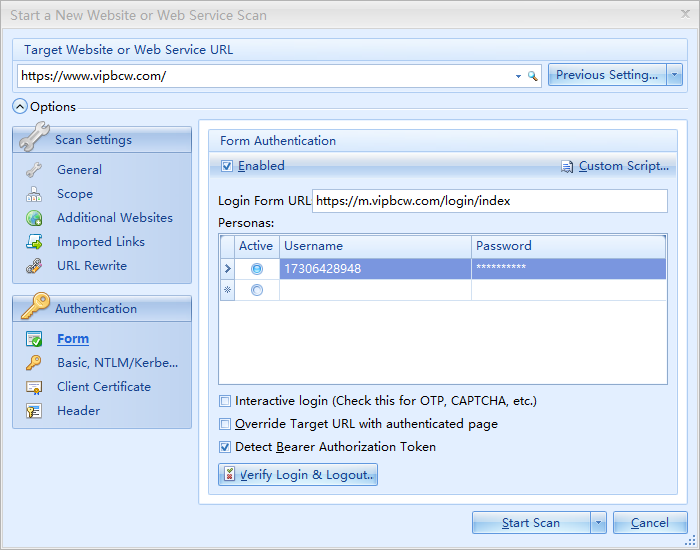 Start a New Website or Web Service Scan
Target Website or Web Service URL
https://www.vipbcw.com/
Previous Setting...
Options
Scan Settings
General
Scope
Additional Websites
Imported Links
URL Rewrite
Authentication
Form
Basic, NTLM/Kerbe...
Client Certificate
Header
Form Authentication
Enabled
Custom Script...
Login Form URL
https://m.vipbcw.com/login/index
Personas:
Active Username Password
17306428948 **********
Interactive login (Check this for OTP, CAPTCHA, etc.)
Override Target URL with authenticated page
Detect Bearer Authorization Token
Verify Login & Logout..
Start Scan
Cancel